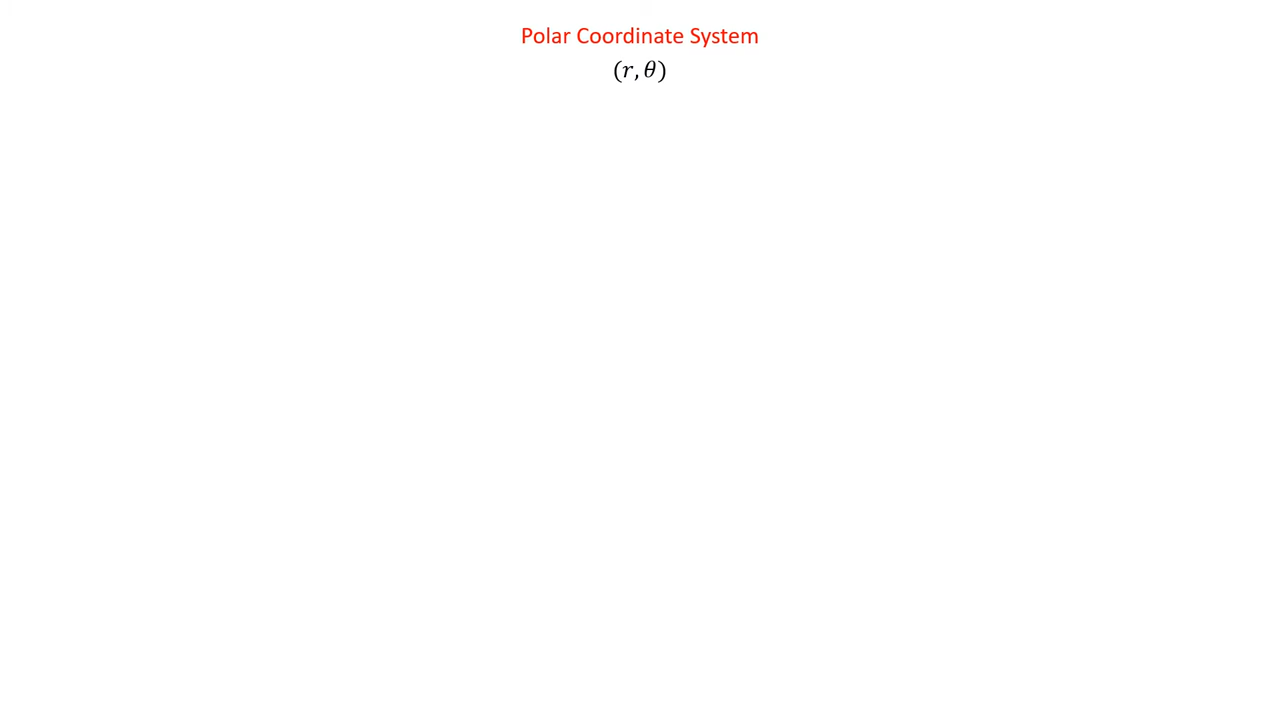 Polar Coordinate System
(r, θ)